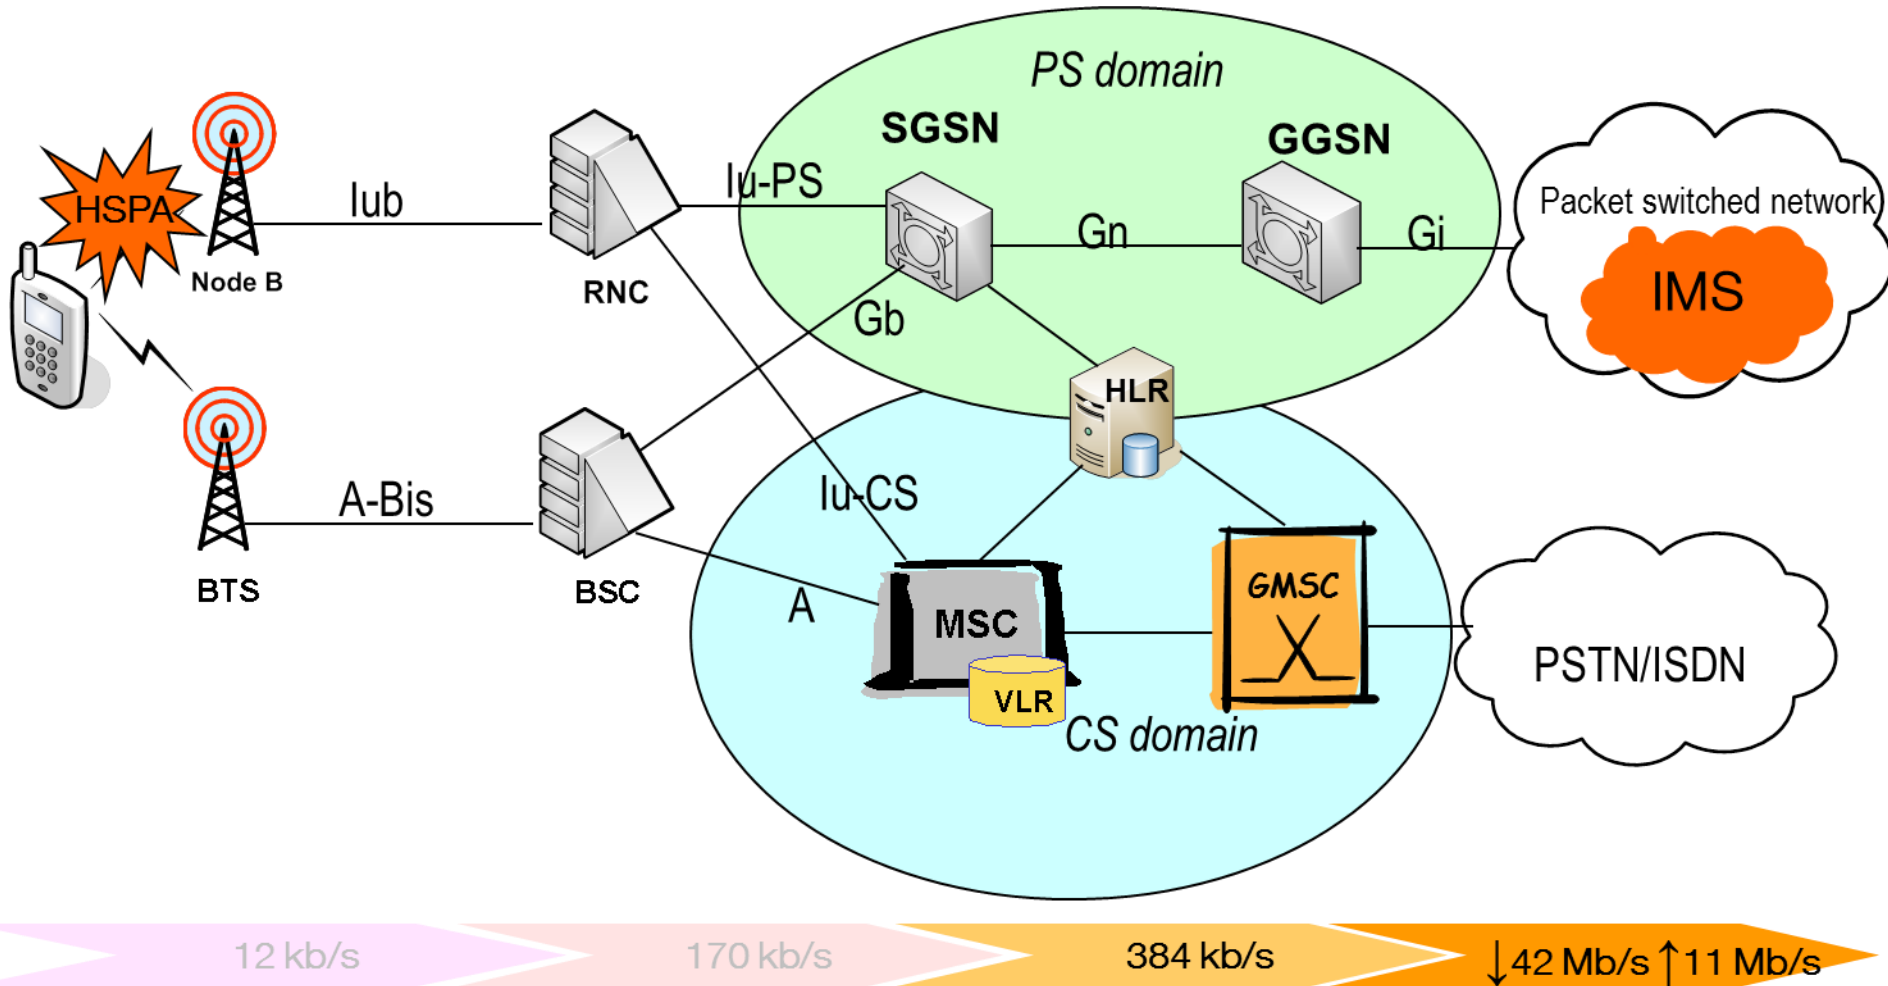 PS domain
SGSN
GGSN
HSPA
Iub
Iu-PS
Packet switched network
Gn
Gi
Node B
RNC
IMS
Gb
HLR
A-Bis
Iu-CS
BTS
BSC
A
MSC
GMSC
VLR
PSTN/ISDN
CS domain
12 kb/s
170 kb/s
384 kb/s
↓42 Mb/s ↑11 Mb/s